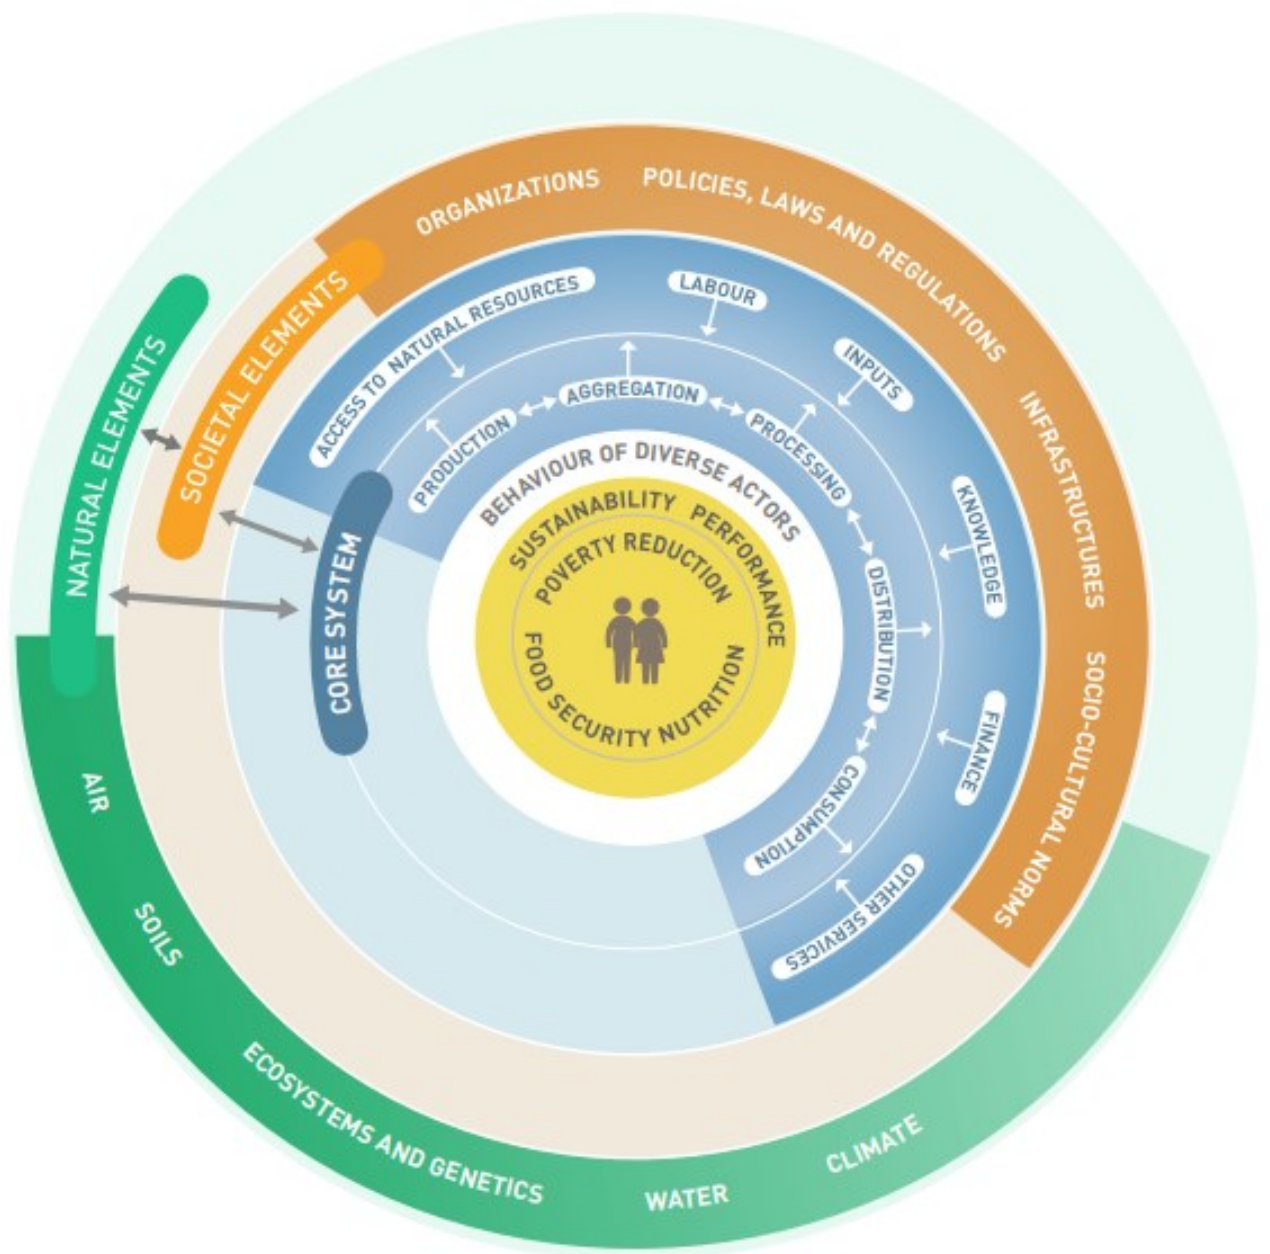 NATURAL ELEMENTS
SOCIETAL ELEMENTS
CORE SYSTEM
ORGANIZATIONS
POLICIES, LAWS AND REGULATIONS
INFRASTRUCTURES
SOCIO-CULTURAL NORMS
ACCESS TO NATURAL RESOURCES
LABOUR
INPUTS
KNOWLEDGE
FINANCE
OTHER SERVICES
PRODUCTION
AGGREGATION
PROCESSING
DISTRIBUTION
CONSUMPTION
BEHAVIOUR OF DIVERSE ACTORS
SUSTAINABILITY PERFORMANCE
POVERTY REDUCTION
FOOD SECURITY NUTRITION
AIR
SOILS
ECOSYSTEMS AND GENETICS
WATER
CLIMATE